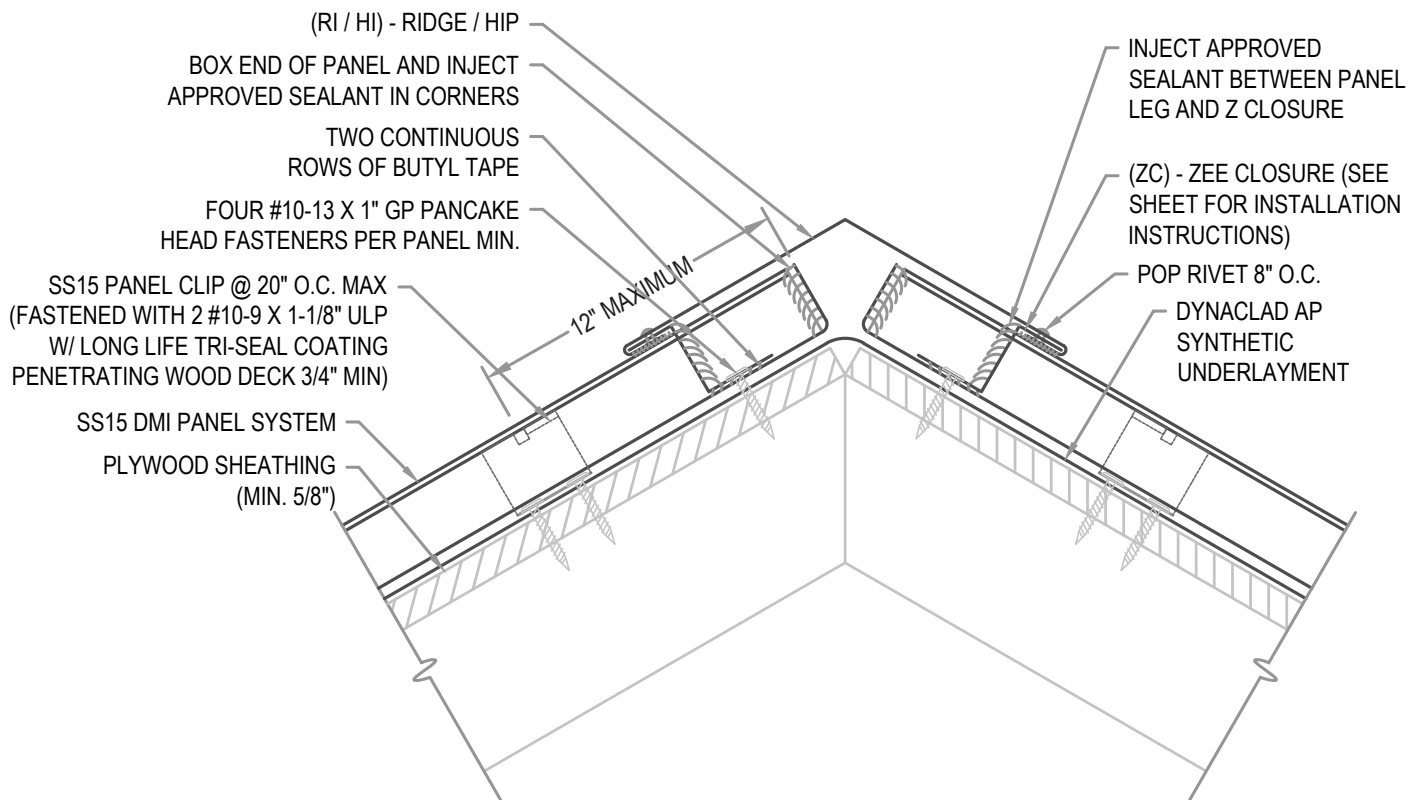 (RI / HI) - RIDGE / HIP
BOX END OF PANEL AND INJECT
APPROVED SEALANT IN CORNERS
TWO CONTINUOUS
ROWS OF BUTYL TAPE
FOUR #10-13 X 1" GP PANCAKE
HEAD FASTENERS PER PANEL MIN.
SS15 PANEL CLIP @ 20" O.C. MAX
(FASTENED WITH 2 #10-9 X 1-1/8" ULP
W/ LONG LIFE TRI-SEAL COATING
PENETRATING WOOD DECK 3/4" MIN)
SS15 DMI PANEL SYSTEM
PLYWOOD SHEATHING
(MIN. 5/8")
12" MAXIMUM
INJECT APPROVED
SEALANT BETWEEN PANEL
LEG AND Z CLOSURE
(ZC) - ZEE CLOSURE (SEE
SHEET FOR INSTALLATION
INSTRUCTIONS)
POP RIVET 8" O.C.
DYNACLAD AP
SYNTHETIC
UNDERLAYMENT